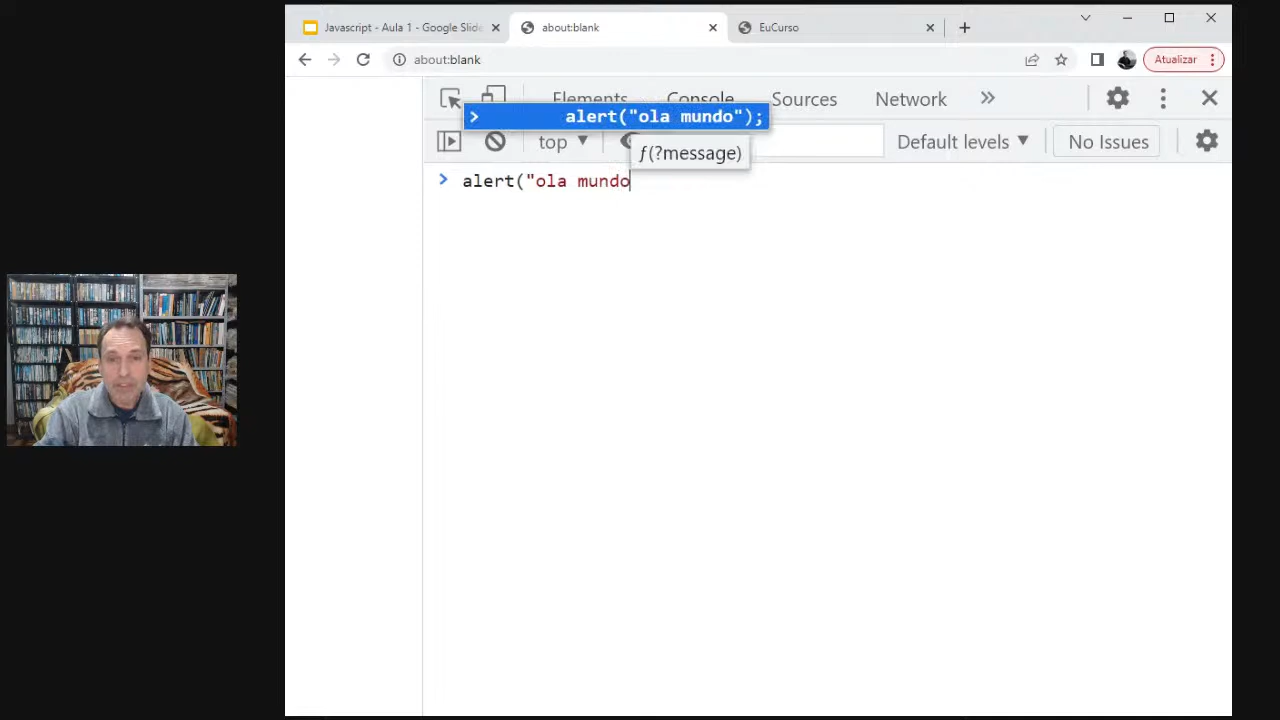 Javascript - Aula 1 - Google Slide
about:blank
EuCurso
about:blank
Atualizar
Elements
Console
Sources
Network
alert("ola mundo");
top
ƒ(?message)
Default levels
No Issues
alert("ola mundo